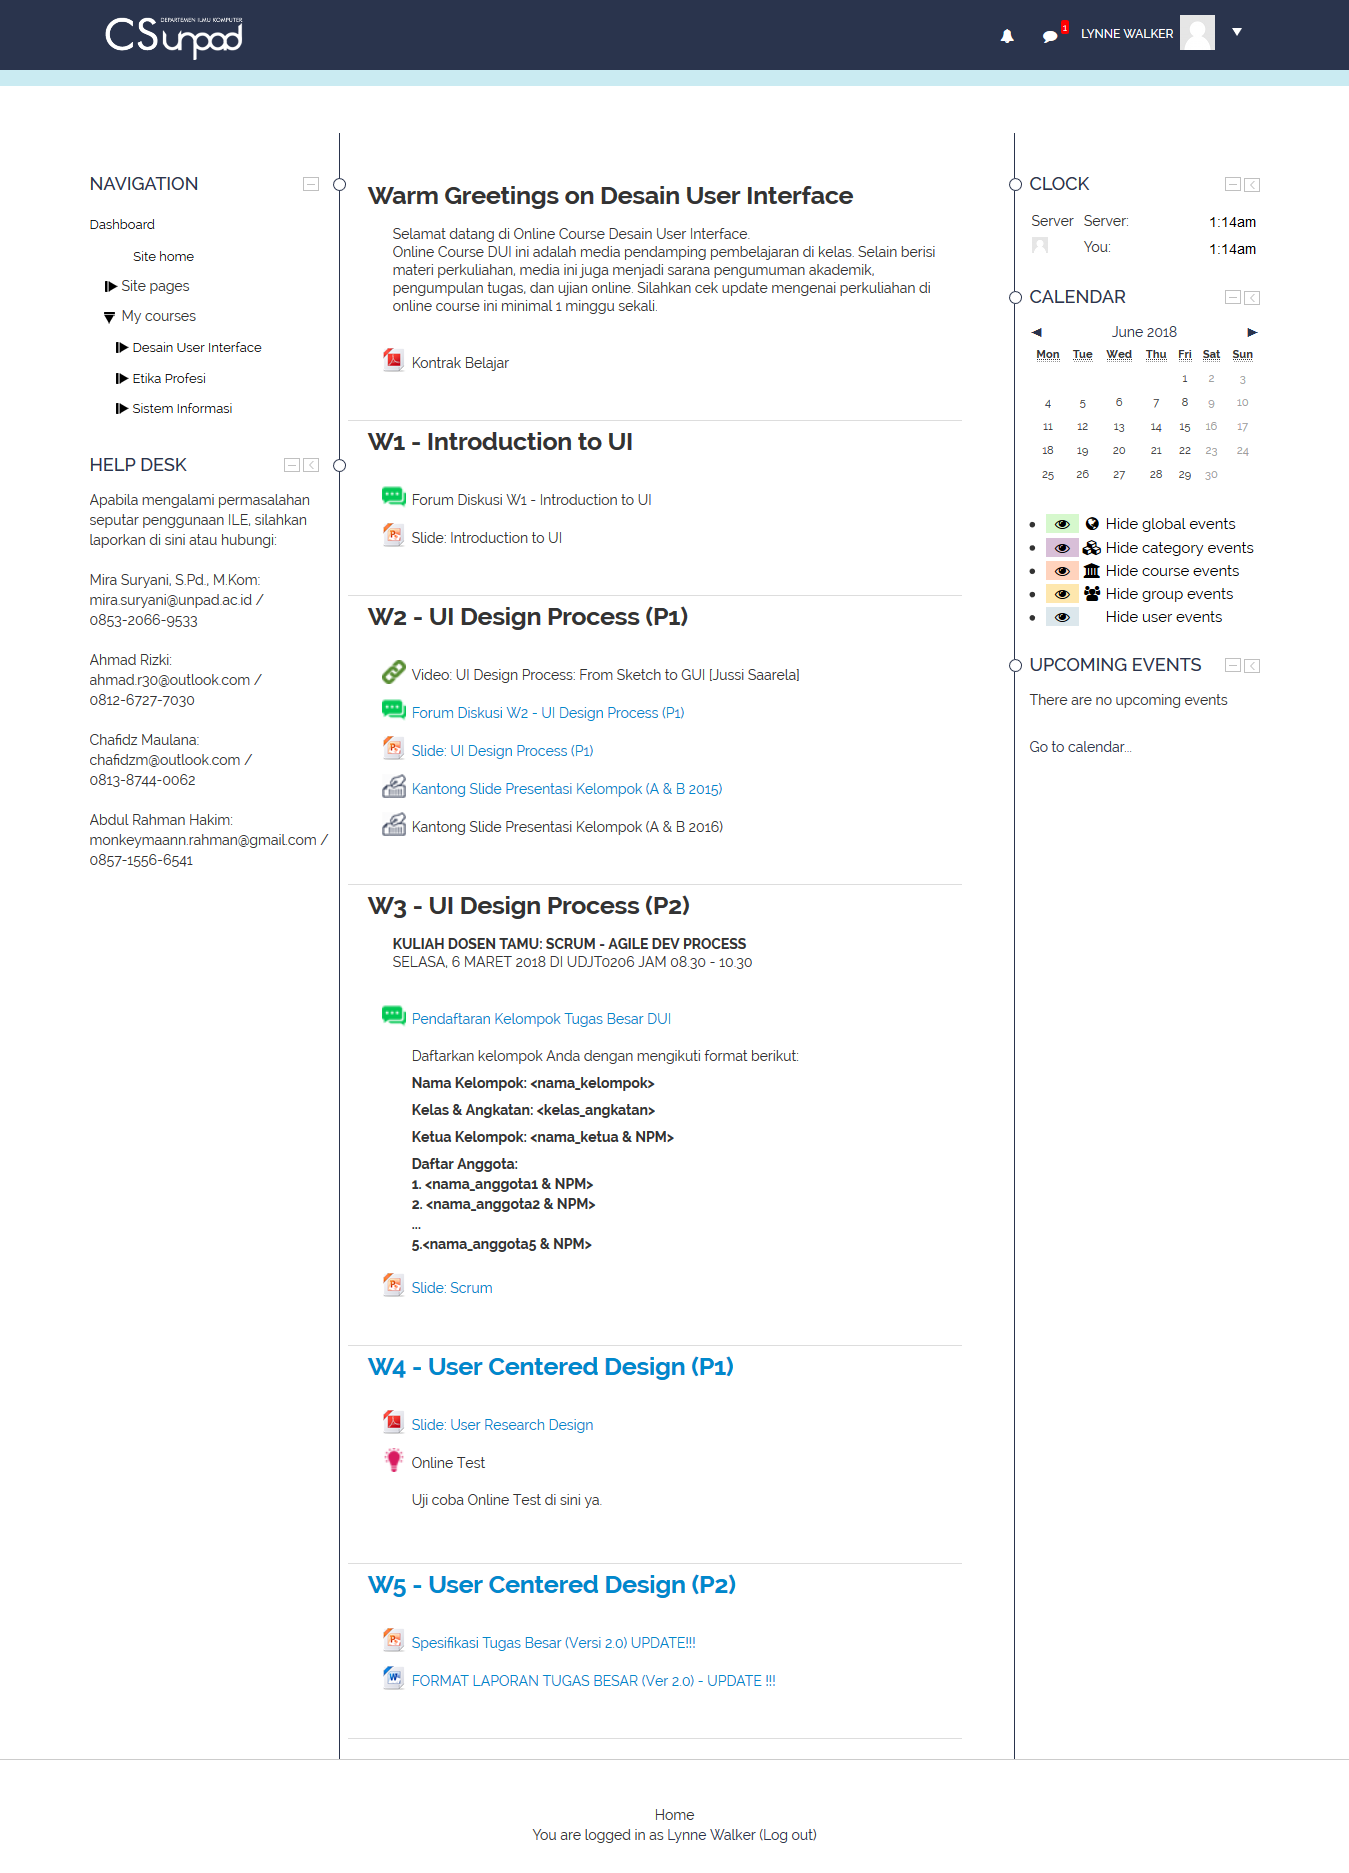 CSunpad
DEPARTEMEN ILMU KOMPUTER
1
LYNNE WALKER
NAVIGATION
Dashboard
Site home
Site pages
My courses
Desain User Interface
Etika Profesi
Sistem Informasi
HELP DESK
Apabila mengalami permasalahan
seputar penggunaan ILE, silahkan
laporkan di sini atau hubungi:
Mira Suryani, S.Pd., M.Kom:
mira.suryani@unpad.ac.id /
0853-2066-9533
Ahmad Rizki:
ahmad.r30@outlook.com /
0812-6727-7030
Chafidz Maulana:
chafidzm@outlook.com /
0813-8744-0062
Abdul Rahman Hakim:
monkeymaann.rahman@gmail.com /
0857-1556-6541
Warm Greetings on Desain User Interface
Selamat datang di Online Course Desain User Interface.
Online Course DUI ini adalah media pendamping pembelajaran di kelas. Selain berisi
materi perkuliahan, media ini juga menjadi sarana pengumuman akademik,
pengumpulan tugas, dan ujian online. Silahkan cek update mengenai perkuliahan di
online course ini minimal 1 minggu sekali.
Kontrak Belajar
W1 - Introduction to UI
Forum Diskusi W1 - Introduction to UI
Slide: Introduction to UI
W2 - UI Design Process (P1)
Video: UI Design Process: From Sketch to GUI [Jussi Saarela]
Forum Diskusi W2 - UI Design Process (P1)
Slide: UI Design Process (P1)
Kantong Slide Presentasi Kelompok (A & B 2015)
Kantong Slide Presentasi Kelompok (A & B 2016)
W3 - UI Design Process (P2)
KULIAH DOSEN TAMU: SCRUM - AGILE DEV PROCESS
SELASA, 6 MARET 2018 DI UDJT0206 JAM 08.30 - 10.30
Pendaftaran Kelompok Tugas Besar DUI
Daftarkan kelompok Anda dengan mengikuti format berikut:
Nama Kelompok: <nama_kelompok>
Kelas & Angkatan: <kelas_angkatan>
Ketua Kelompok: <nama_ketua & NPM>
Daftar Anggota:
1. <nama_anggota1 & NPM>
2. <nama_anggota2 & NPM>
...
5.<nama_anggota5 & NPM>
Slide: Scrum
W4 - User Centered Design (P1)
Slide: User Research Design
Online Test
Uji coba Online Test di sini ya.
W5 - User Centered Design (P2)
Spesifikasi Tugas Besar (Versi 2.0) UPDATE!!!
FORMAT LAPORAN TUGAS BESAR (Ver 2.0) - UPDATE !!!
CLOCK
Server Server: 1:14am
You: 1:14am
CALENDAR
June 2018
Mon Tue Wed Thu Fri Sat Sun
1 2 3
4 5 6 7 8 9 10
11 12 13 14 15 16 17
18 19 20 21 22 23 24
25 26 27 28 29 30
Hide global events
Hide category events
Hide course events
Hide group events
Hide user events
UPCOMING EVENTS
There are no upcoming events
Go to calendar...
Home
You are logged in as Lynne Walker (Log out)